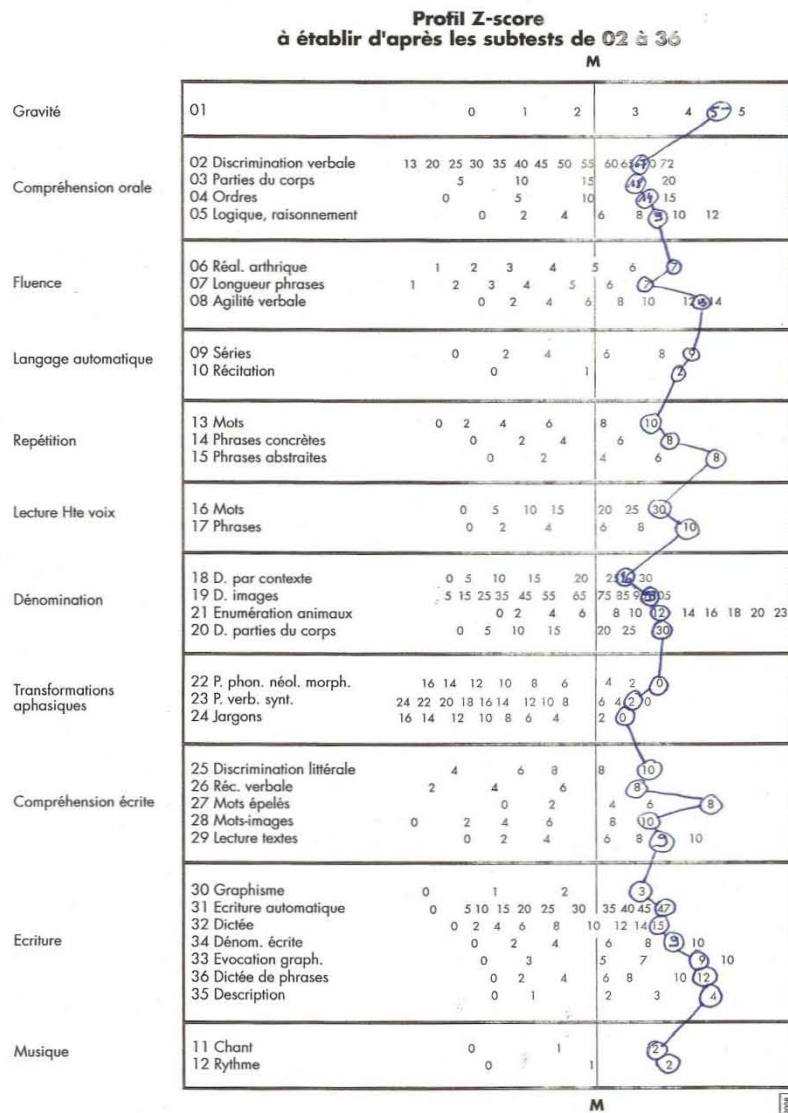 Profil Z-score
à établir d'après les subtests de 02 à 36
M
Gravité 01 0 1 2 3 4 5 5
Compréhension orale
02 Discrimination verbale 13 20 25 30 35 40 45 50 55 60 72
03 Parties du corps 5 10 15 18 20
04 Ordres 0 5 10 14 15
05 Logique, raisonnement 0 2 4 6 8 9 10 12
Fluence
06 Réal. arthrique 1 2 3 4 5 6 7
07 Longueur phrases 1 2 3 4 5 6 7
08 Agilité verbale 0 2 4 6 8 10 12 14
Langage automatique
09 Séries 0 2 4 6 8 9
10 Récitation 0 1 2
Repétition
13 Mots 0 2 4 6 8 10
14 Phrases concrètes 0 2 4 6 8
15 Phrases abstraites 0 2 4 6 8
Lecture Hte voix
16 Mots 0 5 10 15 20 25 30
17 Phrases 0 2 4 6 8 10
Dénomination
18 D. par contexte 0 5 10 15 20 25 30
19 D. images 5 15 25 35 45 55 65 75 85 105
21 Enumération animaux 0 2 4 6 8 10 12 14 16 18 20 23
20 D. parties du corps 0 5 10 15 20 25 30
Transformations aphasiques
22 P. phon. néol. morph. 16 14 12 10 8 6 4 2 0
23 P. verb. synt. 24 22 20 18 16 14 12 10 8 6 4 2 0
24 Jargons 16 14 12 10 8 6 4 2 0
Compréhension écrite
25 Discrimination littérale 4 6 8 8 10
26 Réc. verbale 2 4 6 8
27 Mots épelés 0 2 4 6 8
28 Mots-images 0 2 4 6 8 10
29 Lecture textes 0 2 4 6 8 9 10
Ecriture
30 Graphisme 0 1 2 3
31 Ecriture automatique 0 5 10 15 20 25 30 35 40 45 47
32 Dictée 0 2 4 6 8 10 12 14 15
34 Dénom. écrite 0 2 4 6 8 9 10
33 Evocation graph. 0 3 5 7 9 10
36 Dictée de phrases 0 2 4 6 8 10 12
35 Description 0 1 2 3 4
Musique
11 Chant 0 1 2
12 Rythme 0 1 2
M